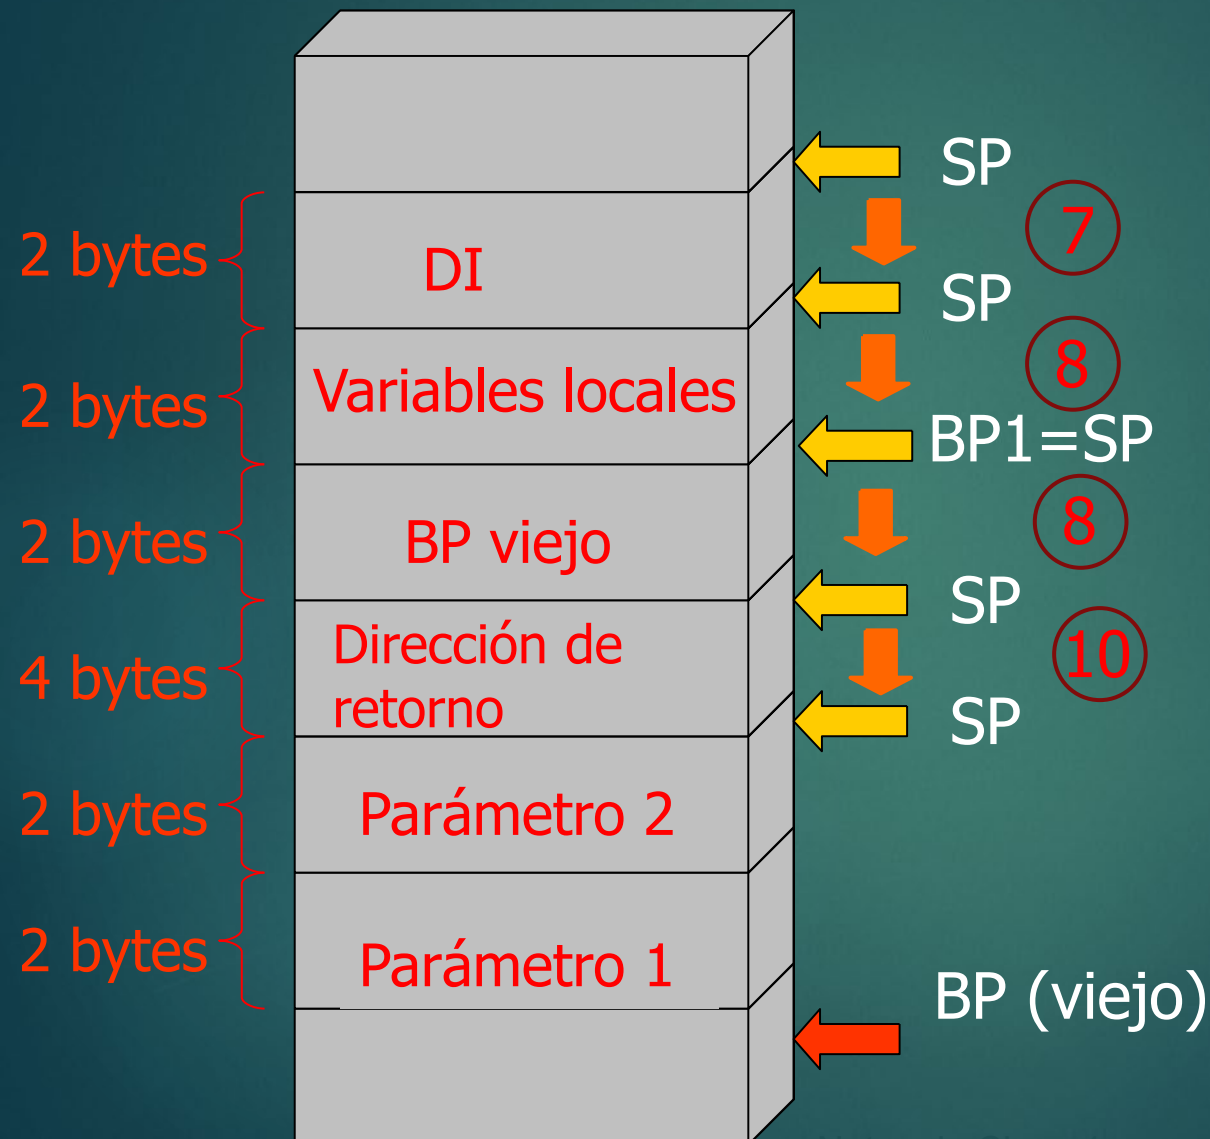 SP
7
2 bytes
DI
SP
8
2 bytes
Variables locales
BP1=SP
8
2 bytes
BP viejo
SP
10
4 bytes
Dirección de
retorno
SP
2 bytes
Parámetro 2
2 bytes
Parámetro 1
BP (viejo)